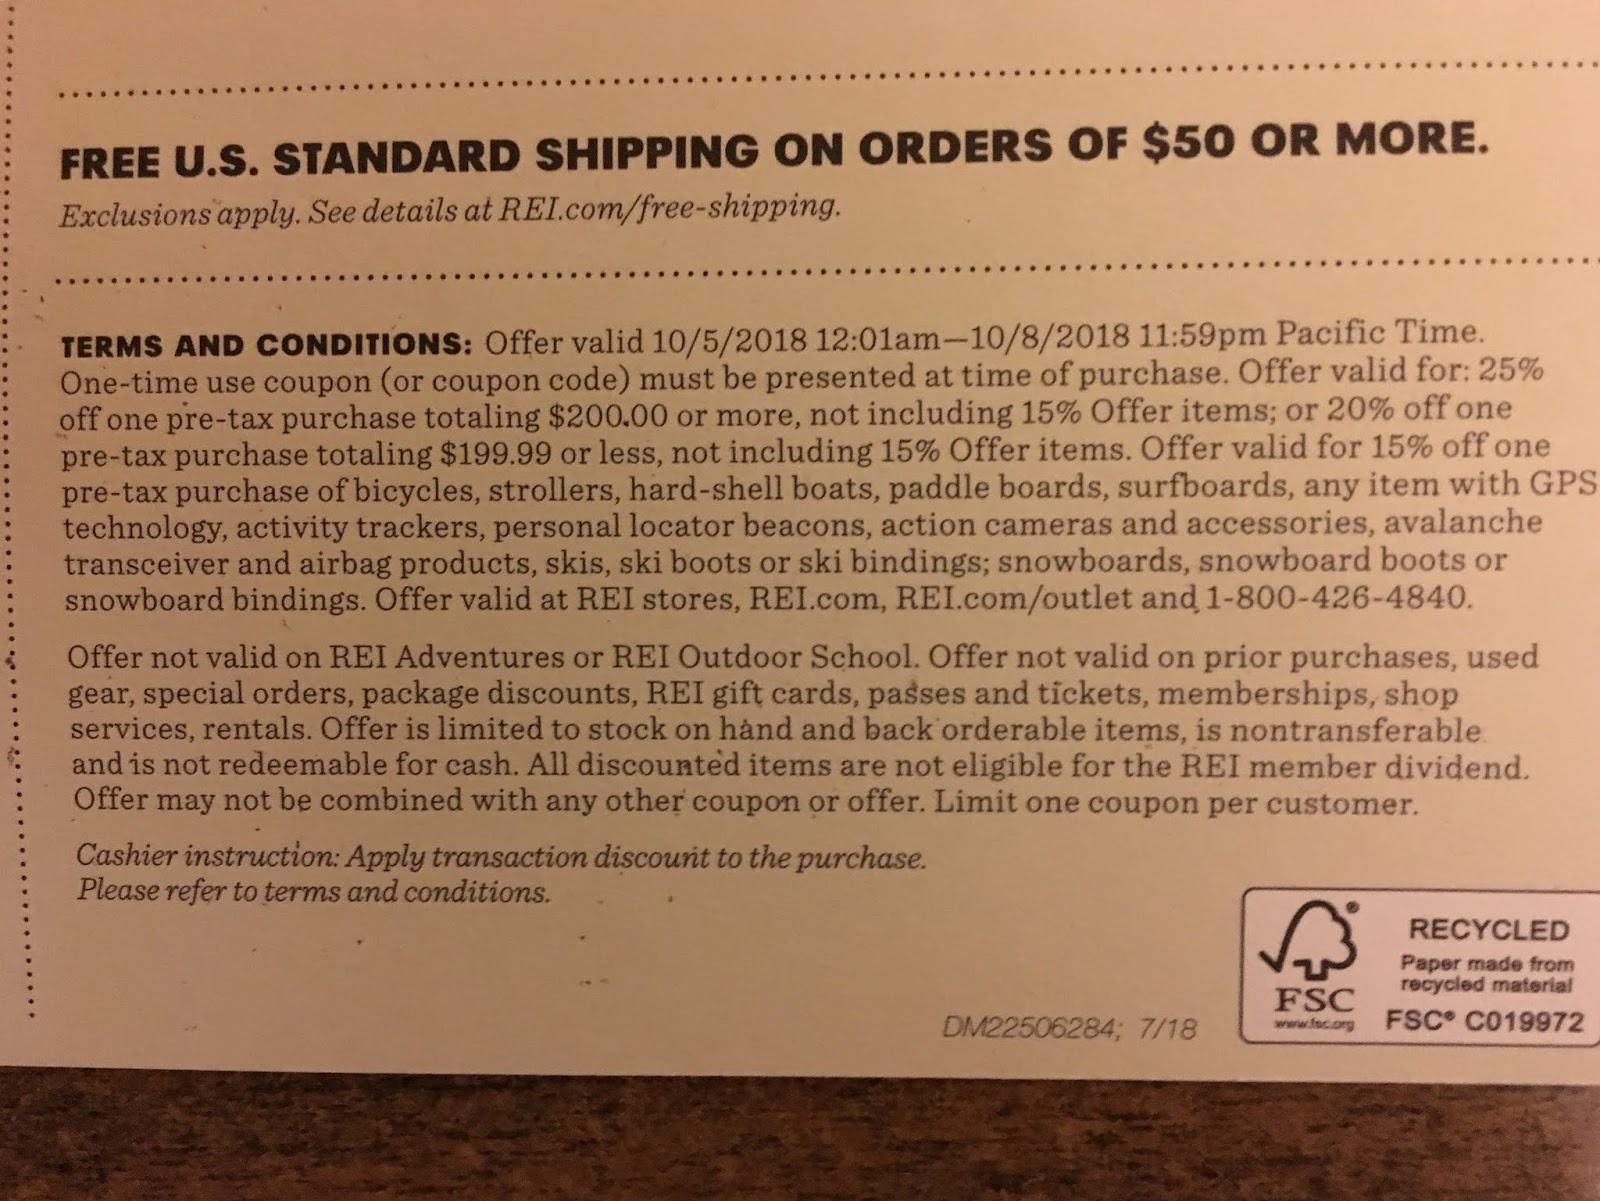 FREE U.S. STANDARD SHIPPING ON ORDERS OF $50 OR MORE.
Exclusions apply. See details at REI.com/free-shipping.
TERMS AND CONDITIONS: Offer valid 10/5/2018 12:01am—10/8/2018 11:59pm Pacific Time.
One-time use coupon (or coupon code) must be presented at time of purchase. Offer valid for: 25%
off one pre-tax purchase totaling $200.00 or more, not including 15% Offer items; or 20% off one
pre-tax purchase totaling $199.99 or less, not including 15% Offer items. Offer valid for 15% off one
pre-tax purchase of bicycles, strollers, hard-shell boats, paddle boards, surfboards, any item with GPS
technology, activity trackers, personal locator beacons, action cameras and accessories, avalanche
transceiver and airbag products, skis, ski boots or ski bindings; snowboards, snowboard boots or
snowboard bindings. Offer valid at REI stores, REI.com, REI.com/outlet and 1-800-426-4840.
Offer not valid on REI Adventures or REI Outdoor School. Offer not valid on prior purchases, used
gear, special orders, package discounts, REI gift cards, passes and tickets, memberships, shop
services, rentals. Offer is limited to stock on hand and back orderable items, is nontransferable
and is not redeemable for cash. All discounted items are not eligible for the REI member dividend.
Offer may not be combined with any other coupon or offer. Limit one coupon per customer.
Cashier instruction: Apply transaction discount to the purchase.
Please refer to terms and conditions.
DM22506284; 7/18
®
FSC
www.fsc.org
RECYCLED
Paper made from
recycled material
FSC® C019972